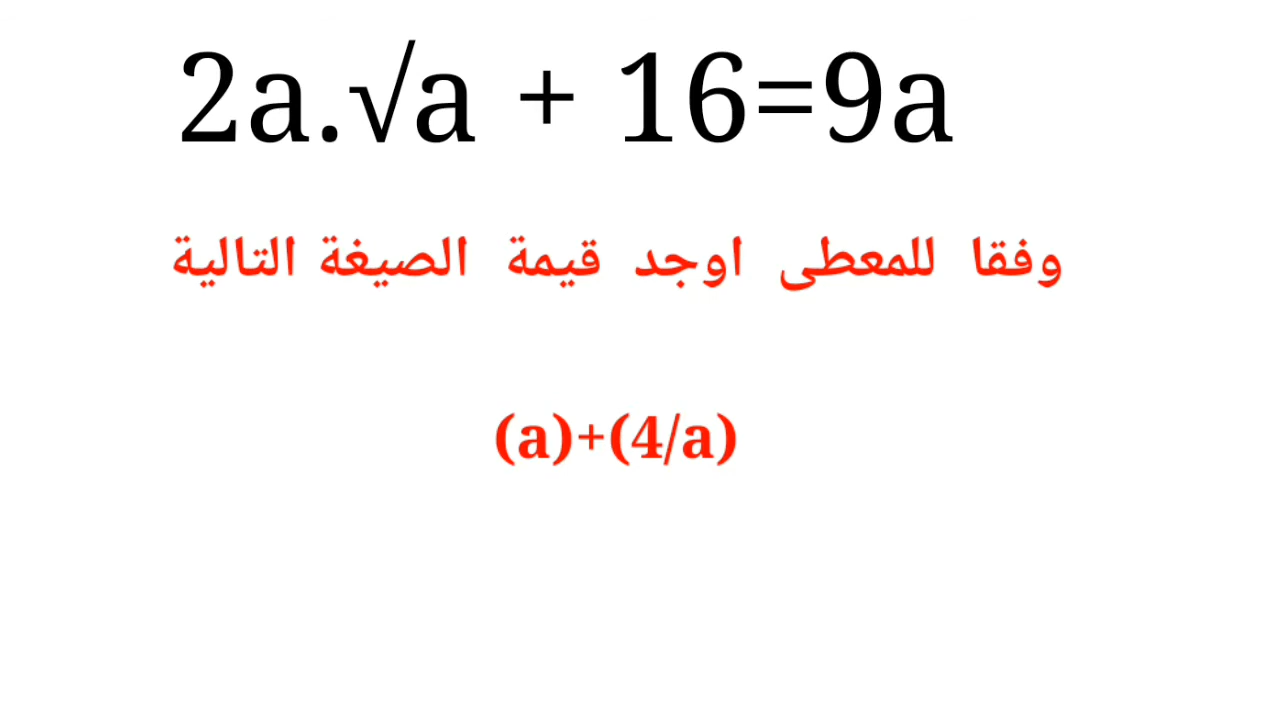 2a.√a + 16=9a
وفقا للمعطى اوجد قيمة الصيغة التالية
(a)+(4/a)